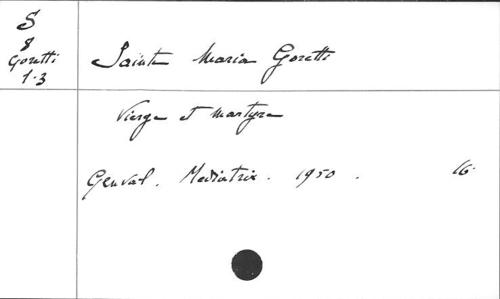 S
8
Goretti
1-3
Sainte Maria Goretti
Vierge et martyre
Genval. Mediatrix. 1950. 16.